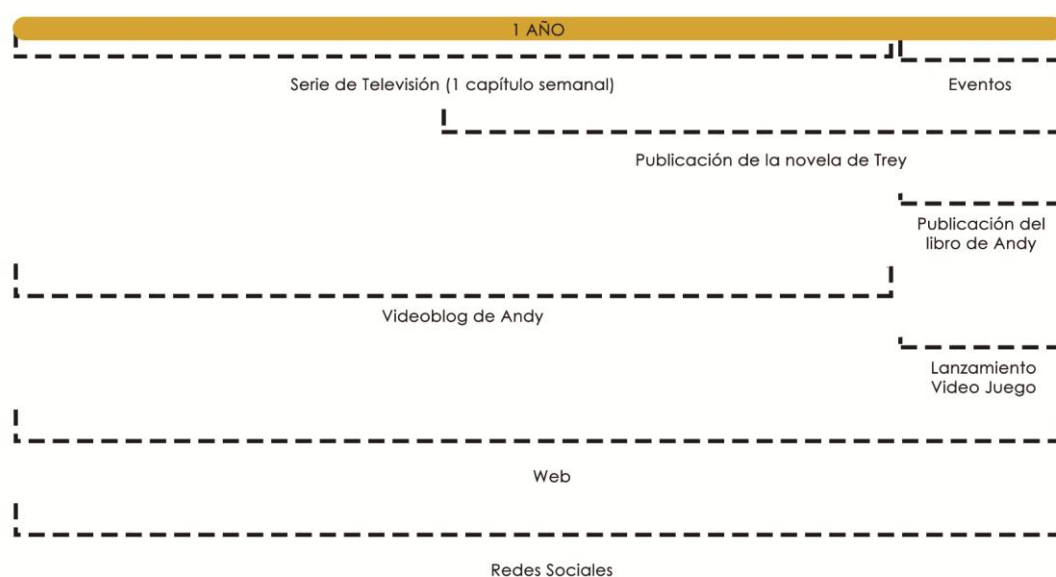 1 AÑO
Serie de Televisión (1 capítulo semanal)
Eventos
Publicación de la novela de Trey
Publicación del
libro de Andy
Videoblog de Andy
Lanzamiento
Video Juego
Web
Redes Sociales